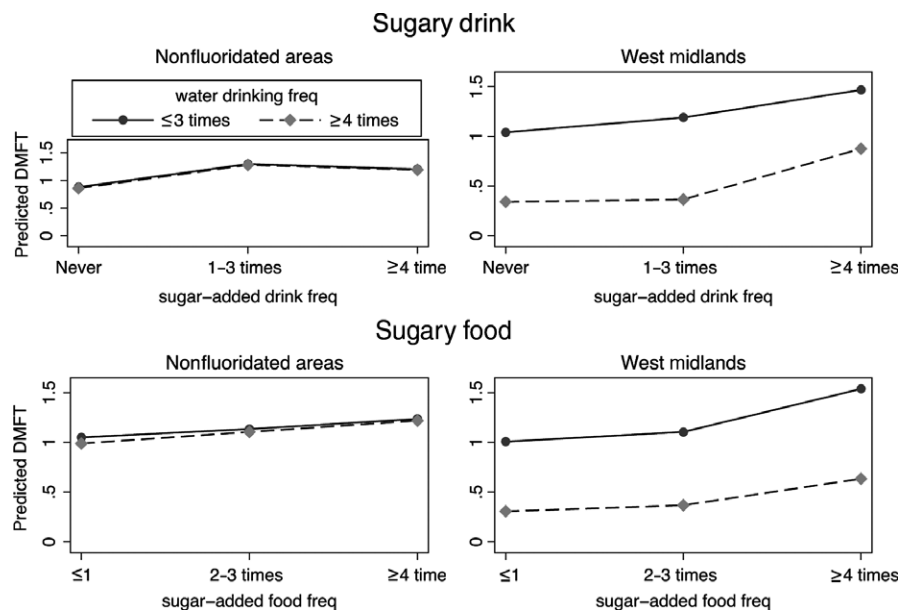 Sugary drink
Nonfluoridated areas
water drinking freq
≤3 times ≥4 times
Predicted DMFT
0 .5 1 1.5
Never 1–3 times ≥4 time
sugar–added drink freq
West midlands
0 .5 1 1.5
Never 1–3 times ≥4 times
sugar–added drink freq
Sugary food
Nonfluoridated areas
Predicted DMFT
0 .5 1 1.5
≤1 2–3 times ≥4 time
sugar–added food freq
West midlands
0 .5 1 1.5
≤1 2–3 times ≥4 times
sugar–added food freq